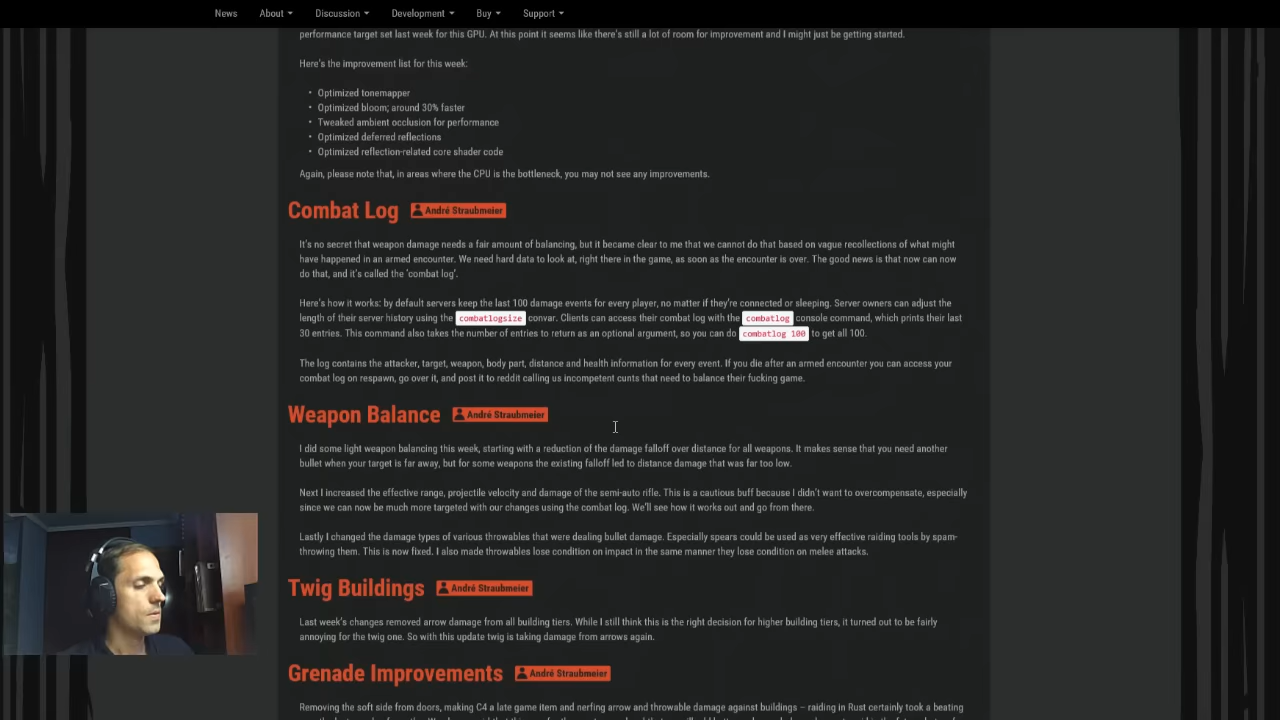 News About Discussion Development Buy Support
performance target set last week for this GPU. At this point it seems like there's still a lot of room for improvement and I might just be getting started.
Here's the improvement list for this week:
• Optimized tonemapper
• Optimized bloom; around 30% faster
• Tweaked ambient occlusion for performance
• Optimized deferred reflections
• Optimized reflection-related core shader code
Again, please note that, in areas where the CPU is the bottleneck, you may not see any improvements.
Combat Log André Straubmeier
It's no secret that weapon damage needs a fair amount of balancing, but it became clear to me that we cannot do that based on vague recollections of what might
have happened in an armed encounter. We need hard data to look at, right there in the game, as soon as the encounter is over. The good news is that now can now
do that, and it's called the 'combat log'.
Here's how it works: by default servers keep the last 100 damage events for every player, no matter if they're connected or sleeping. Server owners can adjust the
length of their server history using the combatlogsize convar. Clients can access their combat log with the combatlog console command, which prints their last
30 entries. This command also takes the number of entries to return as an optional argument, so you can do combatlog 100 to get all 100.
The log contains the attacker, target, weapon, body part, distance and health information for every event. If you die after an armed encounter you can access your
combat log on respawn, go over it, and post it to reddit calling us incompetent cunts that need to balance their fucking game.
Weapon Balance André Straubmeier
I did some light weapon balancing this week, starting with a reduction of the damage falloff over distance for all weapons. It makes sense that you need another
bullet when your target is far away, but for some weapons the existing falloff led to distance damage that was far too low.
Next I increased the effective range, projectile velocity and damage of the semi-auto rifle. This is a cautious buff because I didn't want to overcompensate, especially
since we can now be much more targeted with our changes using the combat log. We'll see how it works out and go from there.
Lastly I changed the damage types of various throwables that were dealing bullet damage. Especially spears could be used as very effective raiding tools by spam-
throwing them. This is now fixed. I also made throwables lose condition on impact in the same manner they lose condition on melee attacks.
Twig Buildings André Straubmeier
Last week's changes removed arrow damage from all building tiers. While I still think this is the right decision for higher building tiers, it turned out to be fairly
annoying for the twig one. So with this update twig is taking damage from arrows again.
Grenade Improvements André Straubmeier
Removing the soft side from doors, making C4 a late game item and nerfing arrow and throwable damage against buildings – raiding in Rust certainly took a beating